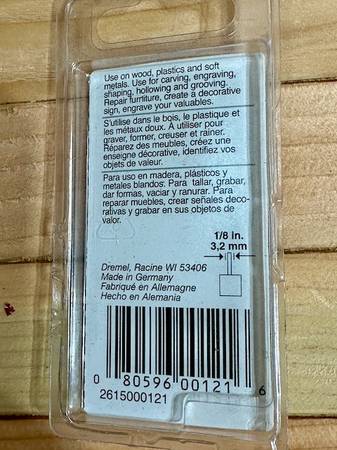 Use on wood, plastics and soft
metals. Use for carving, engraving,
shaping, hollowing and grooving.
Repair furniture, create a decorative
sign, engrave your valuables.
S'utilise dans le bois, le plastique et
les métaux doux. À utiliser pour
graver, former, creuser et rainer.
Réparez des meubles, créez une
enseigne décorative, identifiez vos
objets de valeur.
Para uso en madera, plásticos y
metales blandos. Para tallar, grabar,
dar formas, vaciar y ranurar. Para
reparar muebles, crear señales deco-
rativas y grabar en sus objetos de
valor.
1/8 in.
3,2 mm
Dremel, Racine WI 53406
Made in Germany
Fabriqué en Allemagne
Hecho en Alemania
0 80596 00121 6
2615000121